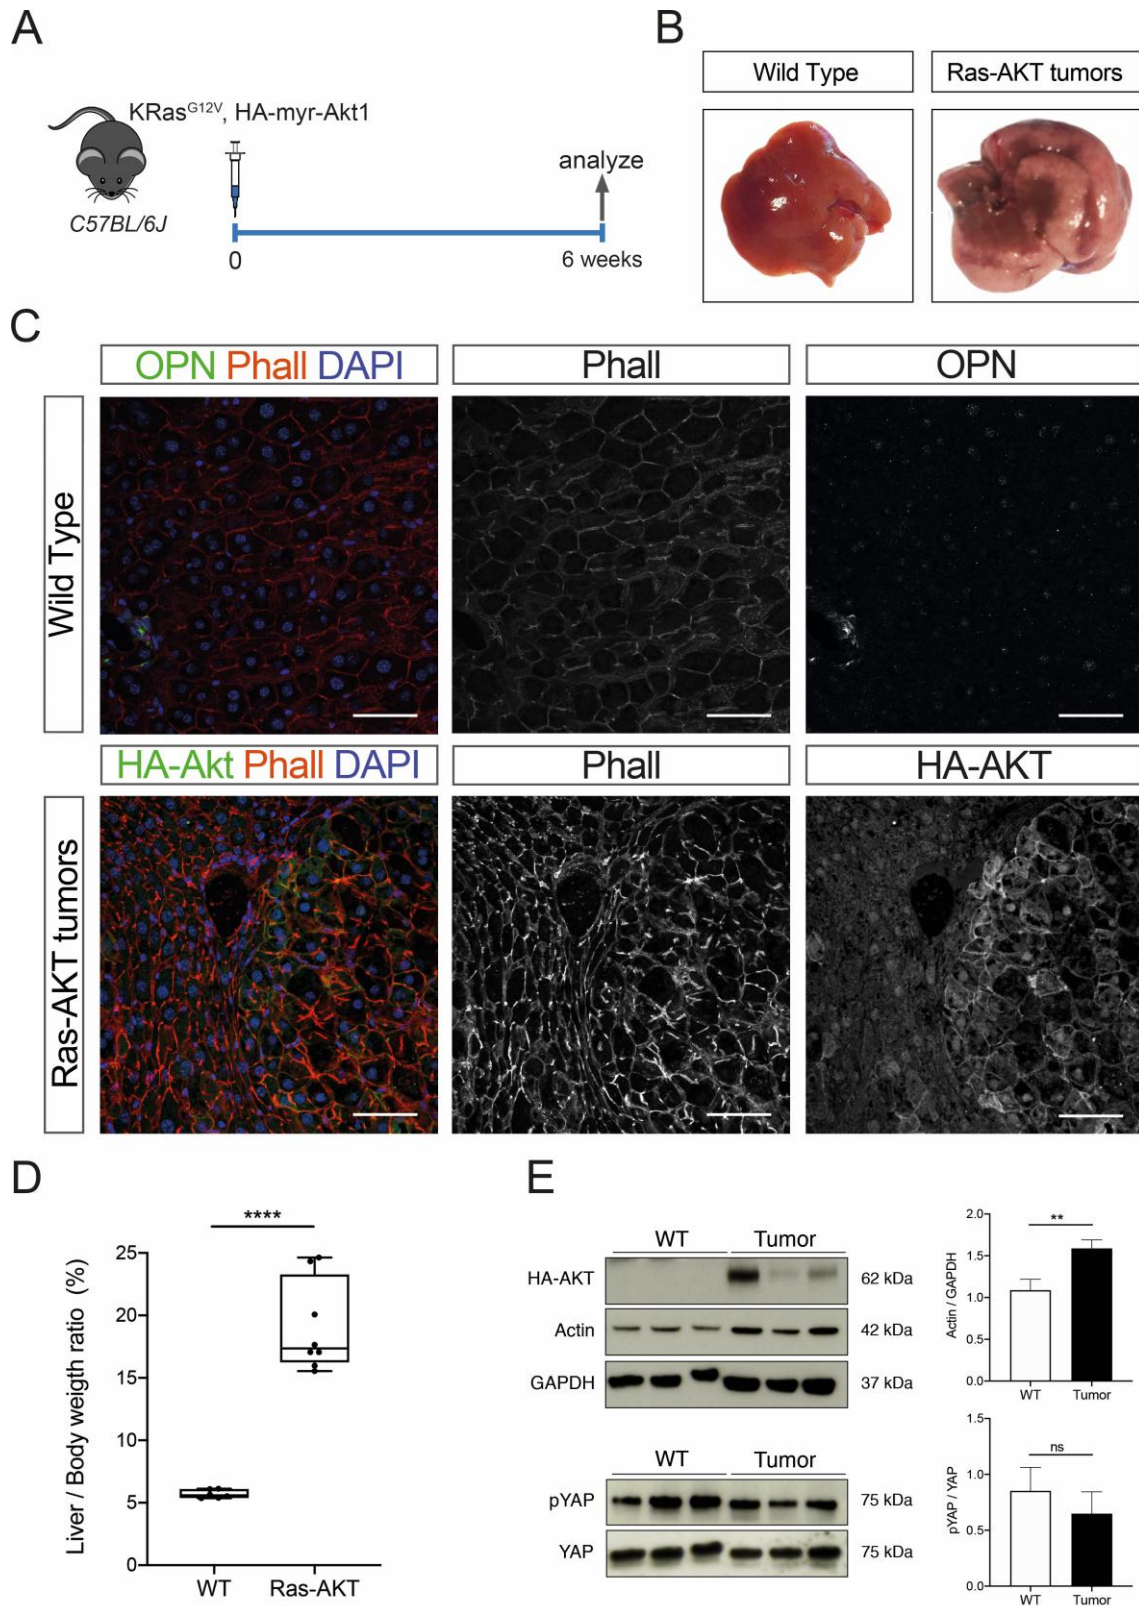 A
KRasG12V, HA-myr-Akt1
C57BL/6J
analyze
0
6 weeks
B
Wild Type
Ras-AKT tumors
C
OPN Phall DAPI
Phall
OPN
Wild Type
HA-Akt Phall DAPI
Phall
HA-AKT
Ras-AKT tumors
D
****
Liver / Body weigth ratio (%)
25
20
15
10
5
0
WT
Ras-AKT
E
WT
Tumor
HA-AKT
62 kDa
Actin
42 kDa
GAPDH
37 kDa
WT
Tumor
pYAP
75 kDa
YAP
75 kDa
**
Actin / GAPDH
2.0
1.5
1.0
0.5
0.0
WT
Tumor
ns
pYAP / YAP
1.5
1.0
0.5
0.0
WT
Tumor